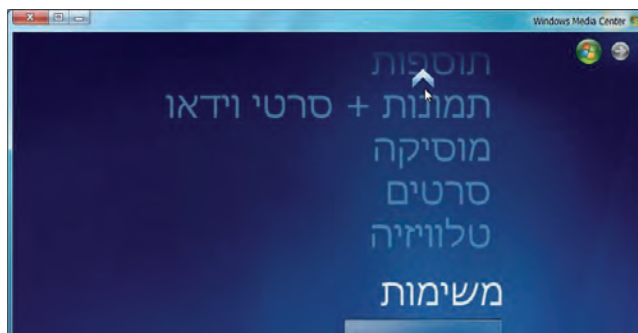 Windows Media Center
תוספות
תמונות + סרטי וידאו
מוסיקה
סרטים
טלוויזיה
משימות